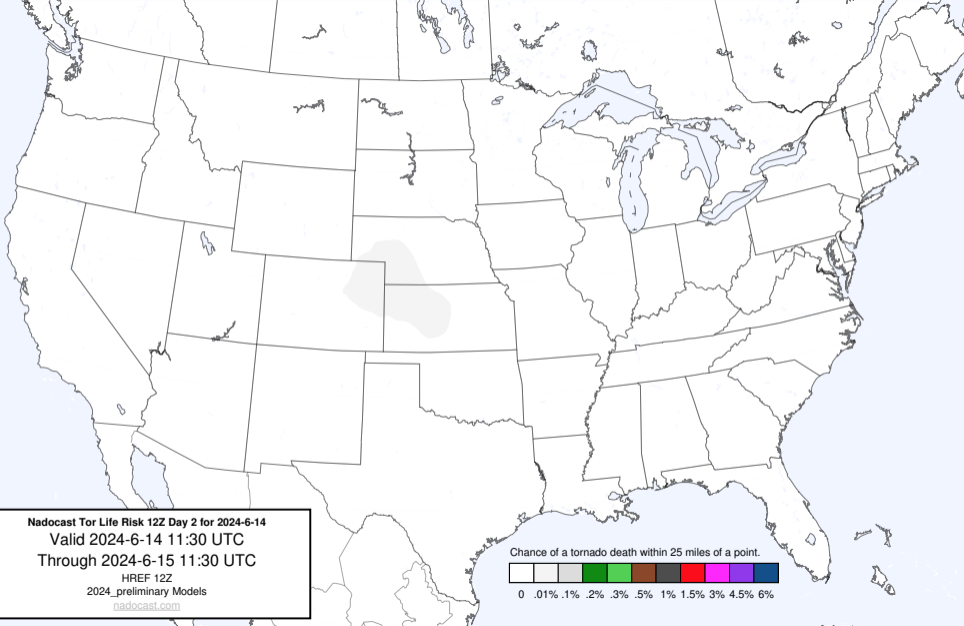 Nadocast Tor Life Risk 12Z Day 2 for 2024-6-14
Valid 2024-6-14 11:30 UTC
Through 2024-6-15 11:30 UTC
HREF 12Z
2024_preliminary Models
nadocast.com
Chance of a tornado death within 25 miles of a point.
0 .01% .1% .2% .3% .5% 1% 1.5% 3% 4.5% 6%